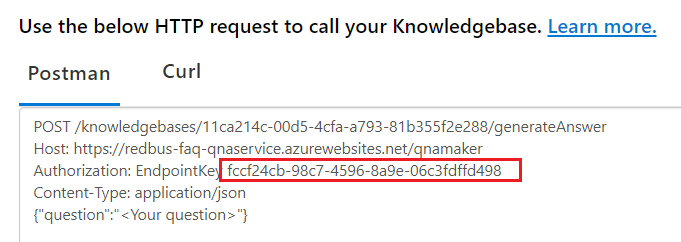 Use the below HTTP request to call your Knowledgebase. Learn more.
Postman Curl
POST /knowledgebases/11ca214c-00d5-4cfa-a793-81b355f2e288/generateAnswer
Host: https://redbus-faq-qnaservice.azurewebsites.net/qnamaker
Authorization: EndpointKey fccf24cb-98c7-4596-8a9e-06c3fdffd498
Content-Type: application/json
{"question":"<Your question>"}